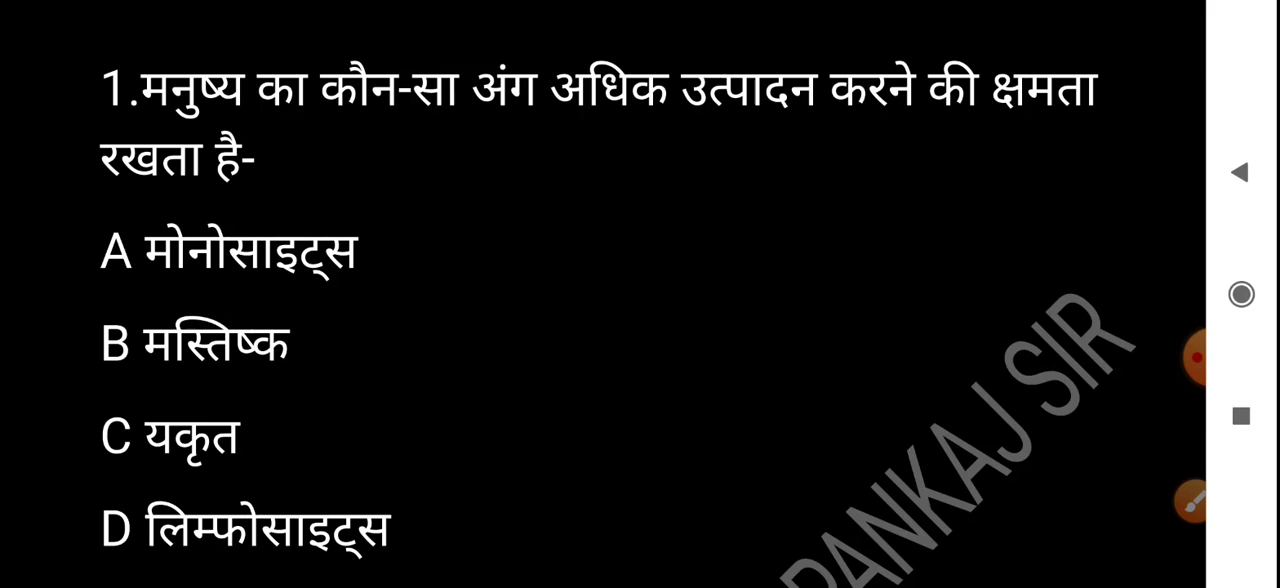 1.मनुष्य का कौन-सा अंग अधिक उत्पादन करने की क्षमता
रखता है-
A मोनोसाइट्स
B मस्तिष्क
C यकृत
D लिम्फोसाइट्स
PANKAJ SIR